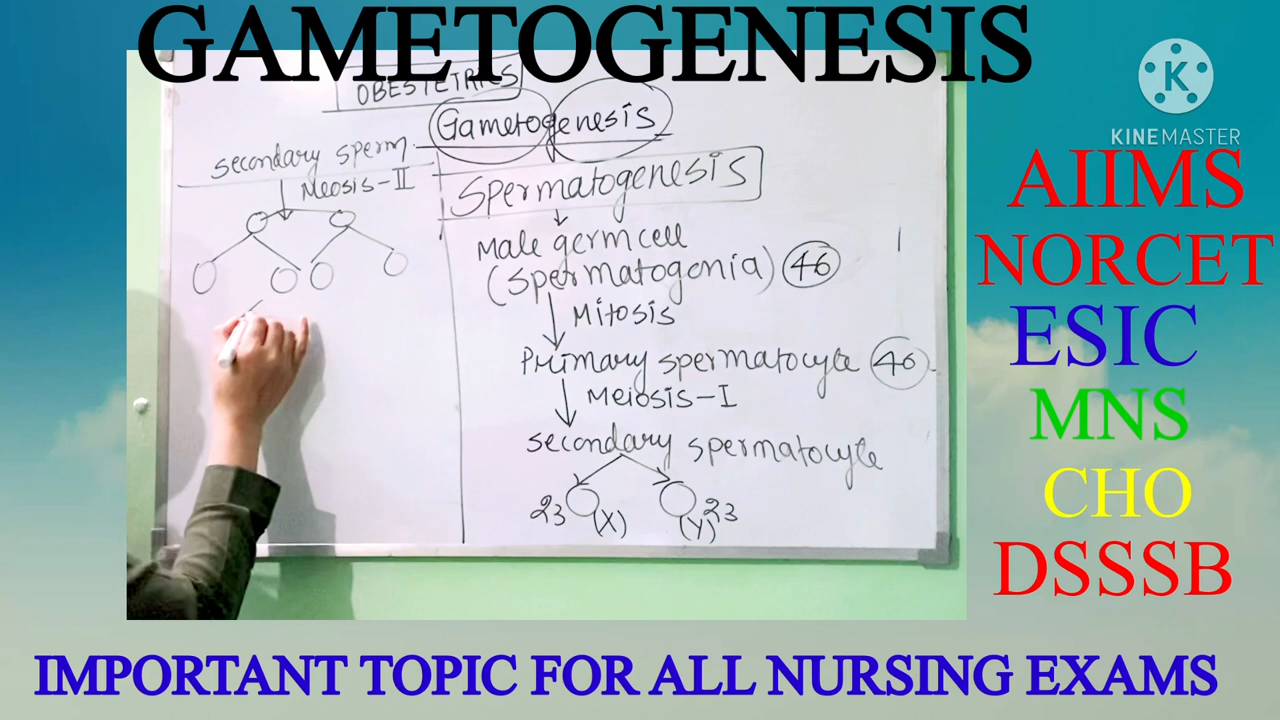 GAMETOGENESIS
KINEMASTER
OBESTETRICS
Gametogenesis
secondary sperm.
Meosis-II
Spermatogenesis
Male germ cell
(Spermatogonia) 46
Mitosis
Primary spermatocyte 46
Meiosis-I
secondary spermatocyte
23 (X) (Y) 23
AIIMS
NORCET
ESIC
MNS
CHO
DSSSB
IMPORTANT TOPIC FOR ALL NURSING EXAMS